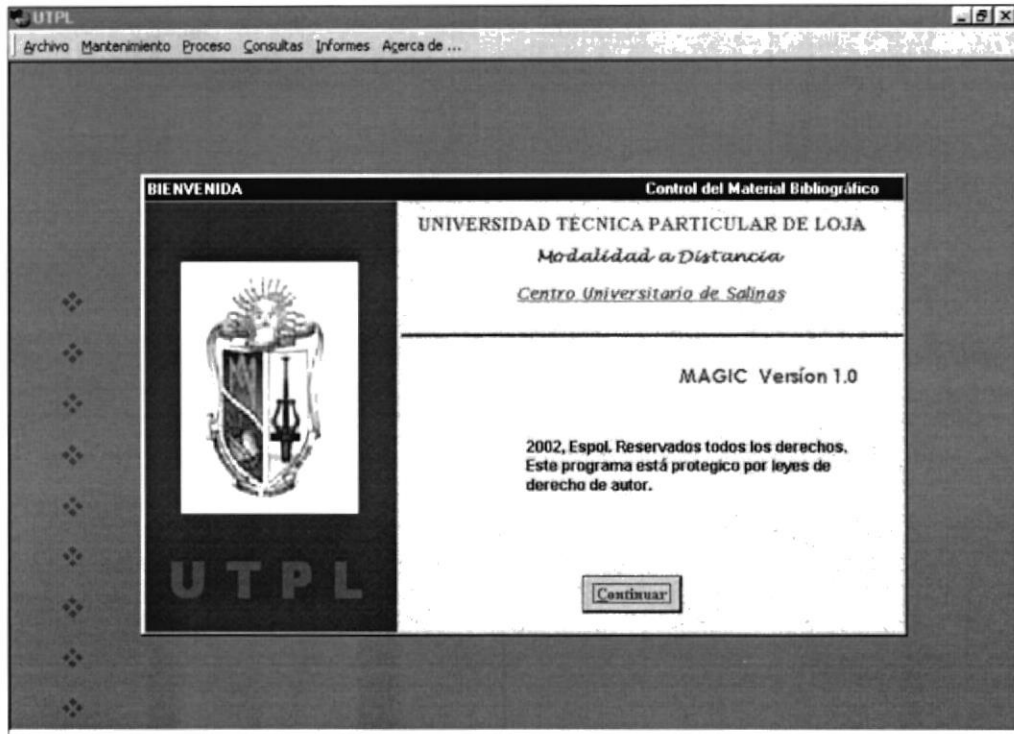 UTPL
Archivo Mantenimiento Proceso Consultas Informes Acerca de ...
BIENVENIDA Control del Material Bibliográfico
UNIVERSIDAD TÉCNICA PARTICULAR DE LOJA
Modalidad a Distancia
Centro Universitario de Salinas
MAGIC Versíon 1.0
2002, Espol. Reservados todos los derechos.
Este programa está protegico por leyes de
derecho de autor.
UTPL
Continuar